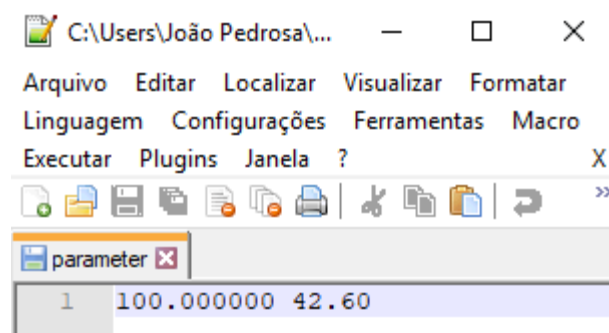 C:\Users\João Pedrosa\...
Arquivo Editar Localizar Visualizar Formatar
Linguagem Configurações Ferramentas Macro
Executar Plugins Janela ? X
parameter
1 100.000000 42.60